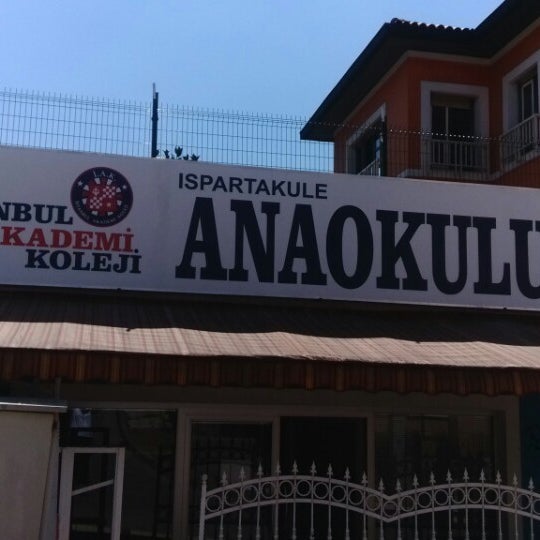 İ.A.K.
NBUL
KADEMİ
KOLEJİ
ISPARTAKULE
ANAOKULU